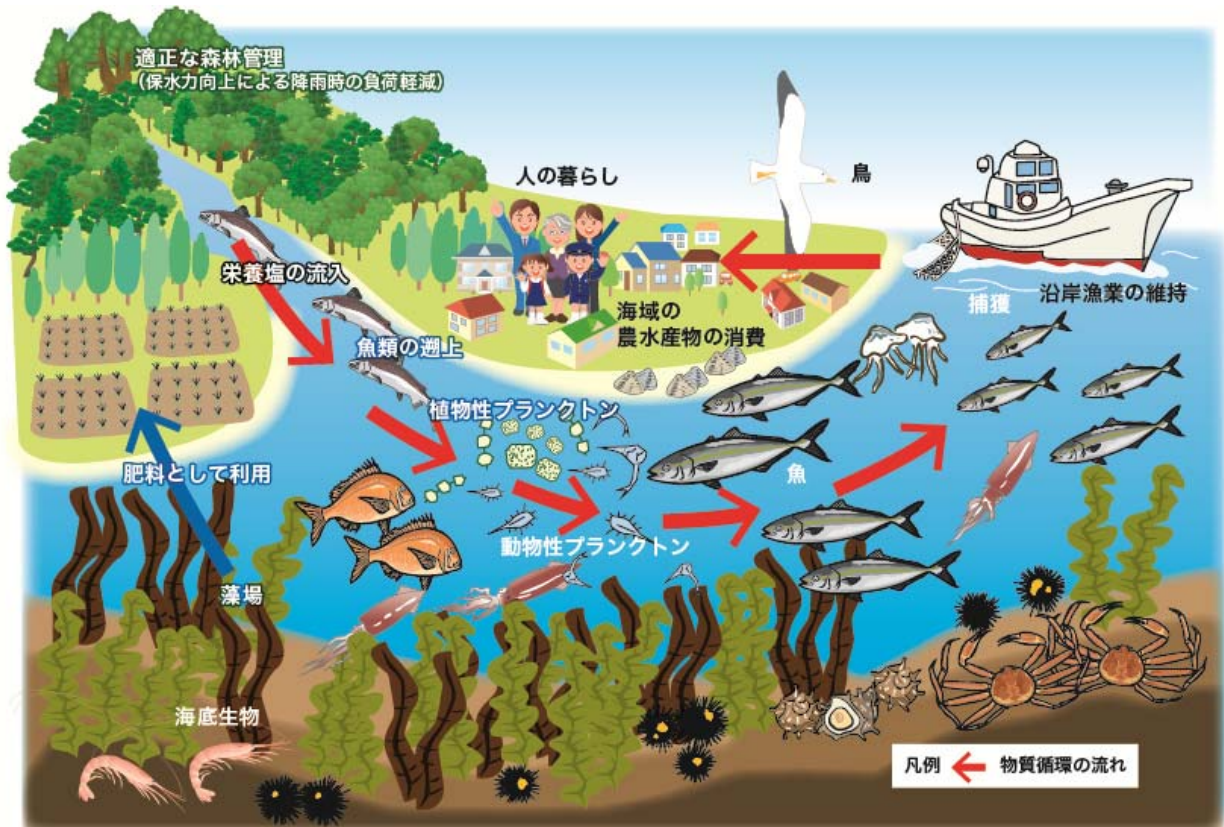 適正な森林管理
（保水力向上による降雨時の負荷軽減）
人の暮らし
鳥
栄養塩の流入
海域の
農水産物の消費
捕獲
沿岸漁業の維持
魚類の遡上
植物性プランクトン
肥料として利用
魚
動物性プランクトン
藻場
海底生物
凡例 物質循環の流れ